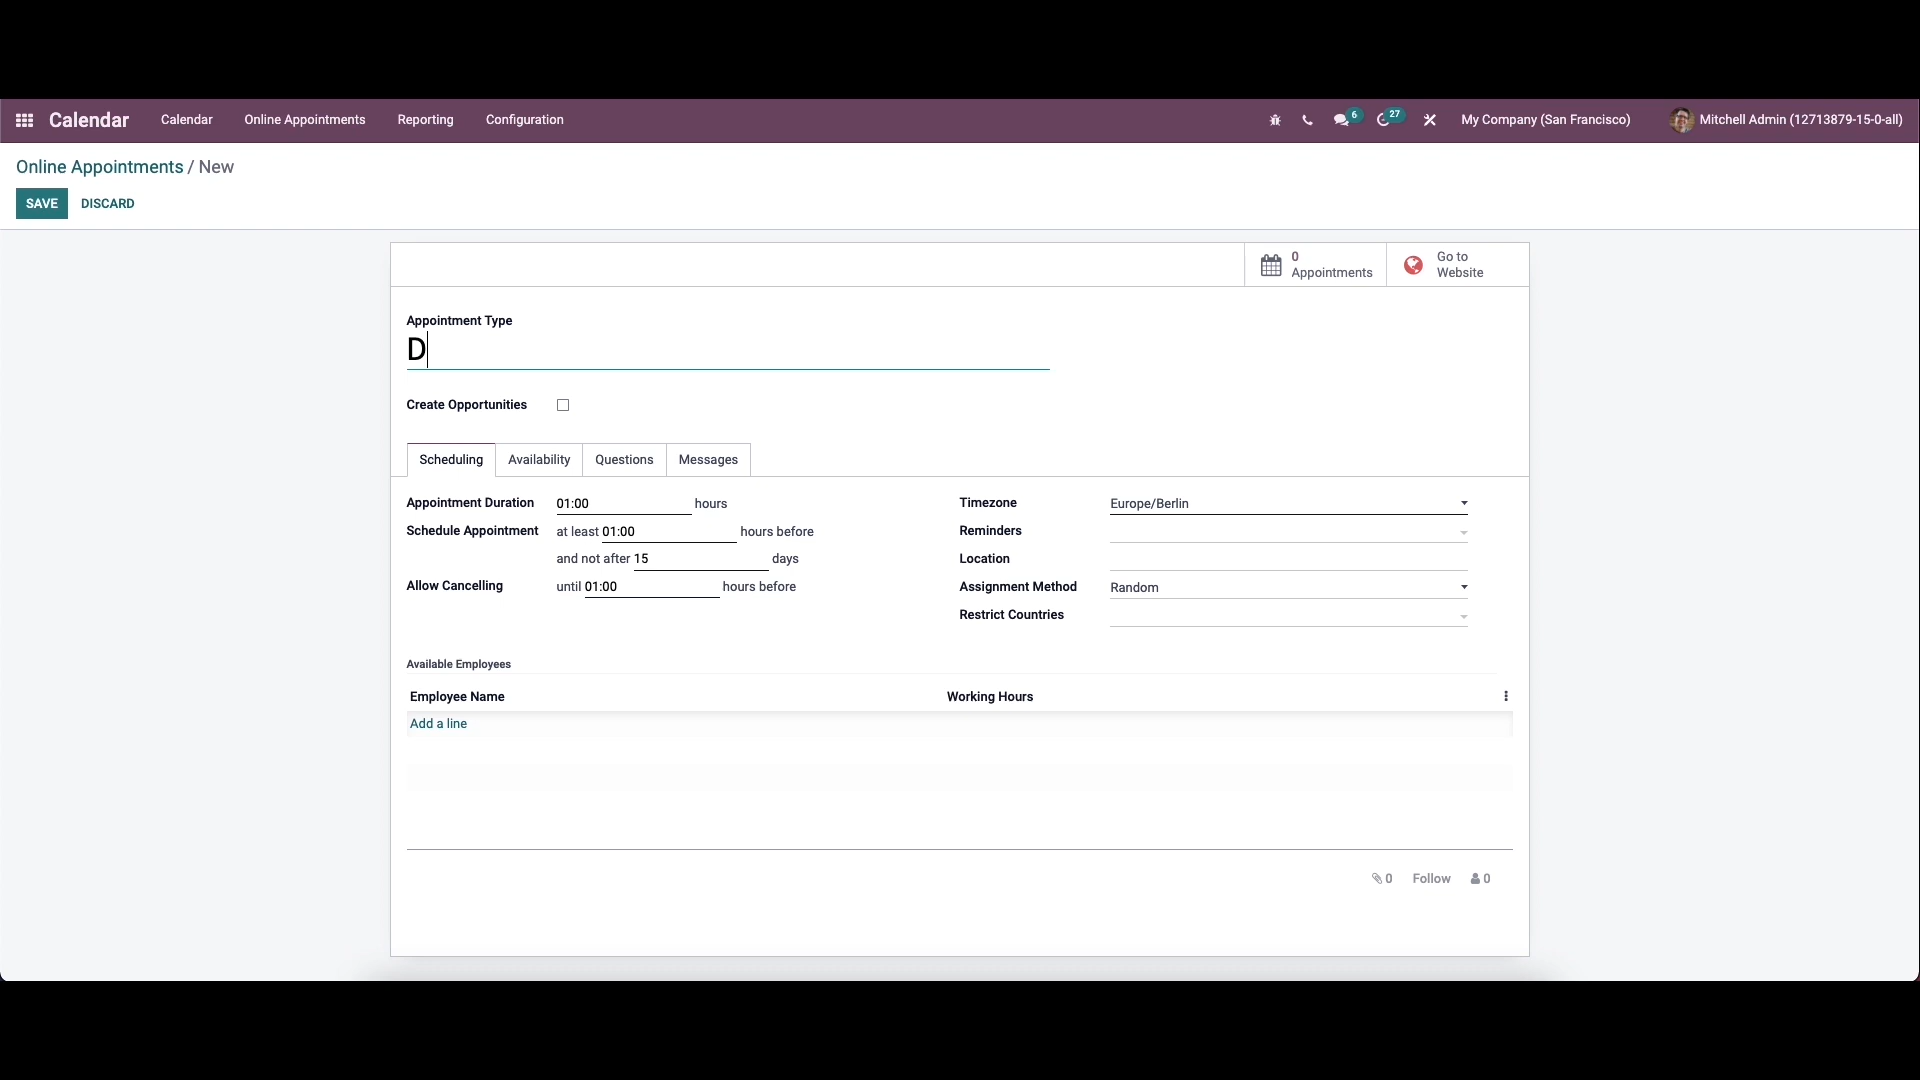 Calendar Calendar Online Appointments Reporting Configuration 6 27 My Company (San Francisco) Mitchell Admin (12713879-15-0-all)
Online Appointments / New
SAVE DISCARD
0 Appointments
Go to Website
Appointment Type
D
Create Opportunities
Scheduling Availability Questions Messages
Appointment Duration 01:00 hours
Schedule Appointment at least 01:00 hours before
and not after 15 days
Allow Cancelling until 01:00 hours before
Timezone Europe/Berlin
Reminders
Location
Assignment Method Random
Restrict Countries
Available Employees
Employee Name Working Hours
Add a line
0 Follow 0